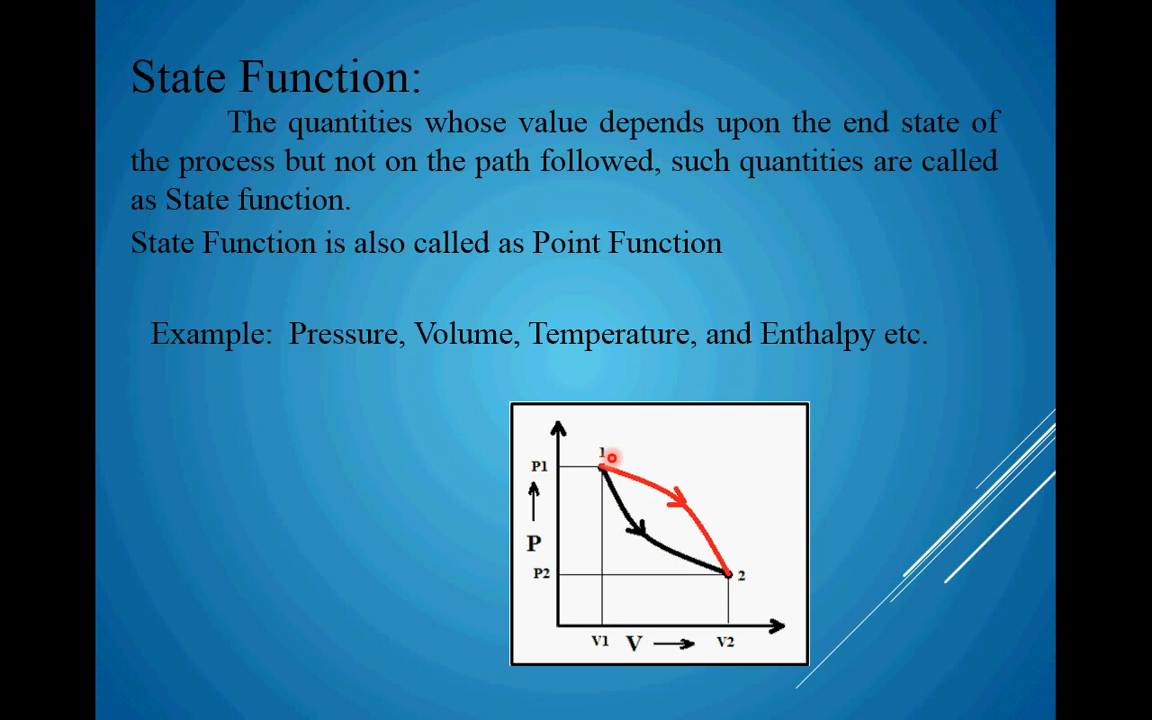 State Function:
The quantities whose value depends upon the end state of
the process but not on the path followed, such quantities are called
as State function.
State Function is also called as Point Function
Example: Pressure, Volume, Temperature, and Enthalpy etc.
1
P1
P
P2
2
V1 V V2